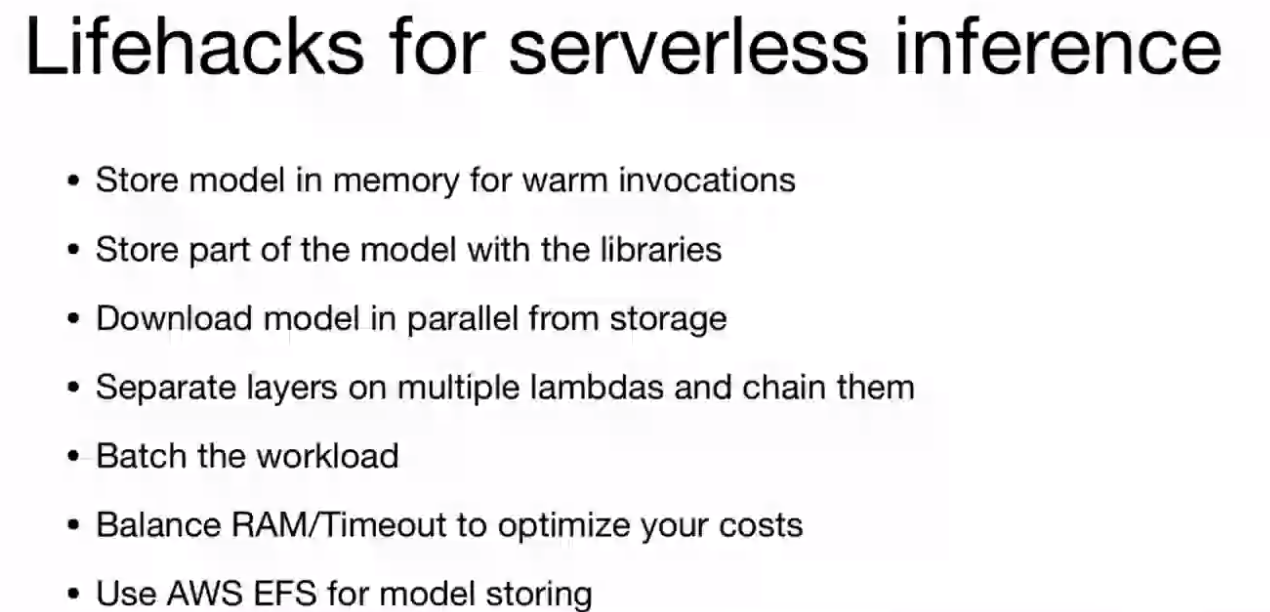 Lifehacks for serverless inference
• Store model in memory for warm invocations
• Store part of the model with the libraries
• Download model in parallel from storage
• Separate layers on multiple lambdas and chain them
• Batch the workload
• Balance RAM/Timeout to optimize your costs
• Use AWS EFS for model storing